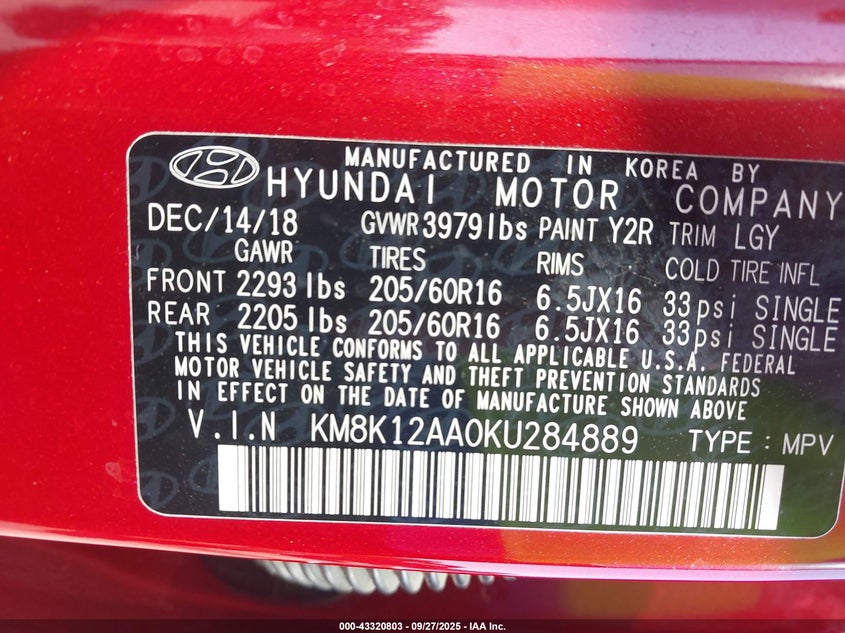 MANUFACTURED IN KOREA BY
HYUNDAI MOTOR COMPANY
DEC/14/18 GVWR 3979 lbs PAINT Y2R TRIM LGY
GAWR TIRES RIMS COLD TIRE INFL
FRONT 2293 lbs 205/60R16 6.5JX16 33psi SINGLE
REAR 2205 lbs 205/60R16 6.5JX16 33psi SINGLE
THIS VEHICLE CONFORMS TO ALL APPLICABLE U.S.A. FEDERAL
MOTOR VEHICLE SAFETY AND THEFT PREVENTION STANDARDS
IN EFFECT ON THE DATE OF MANUFACTURE SHOWN ABOVE
V.I.N KM8K12AA0KU284889 TYPE : MPV
000-43320803 - 09/27/2025 - IAA Inc.